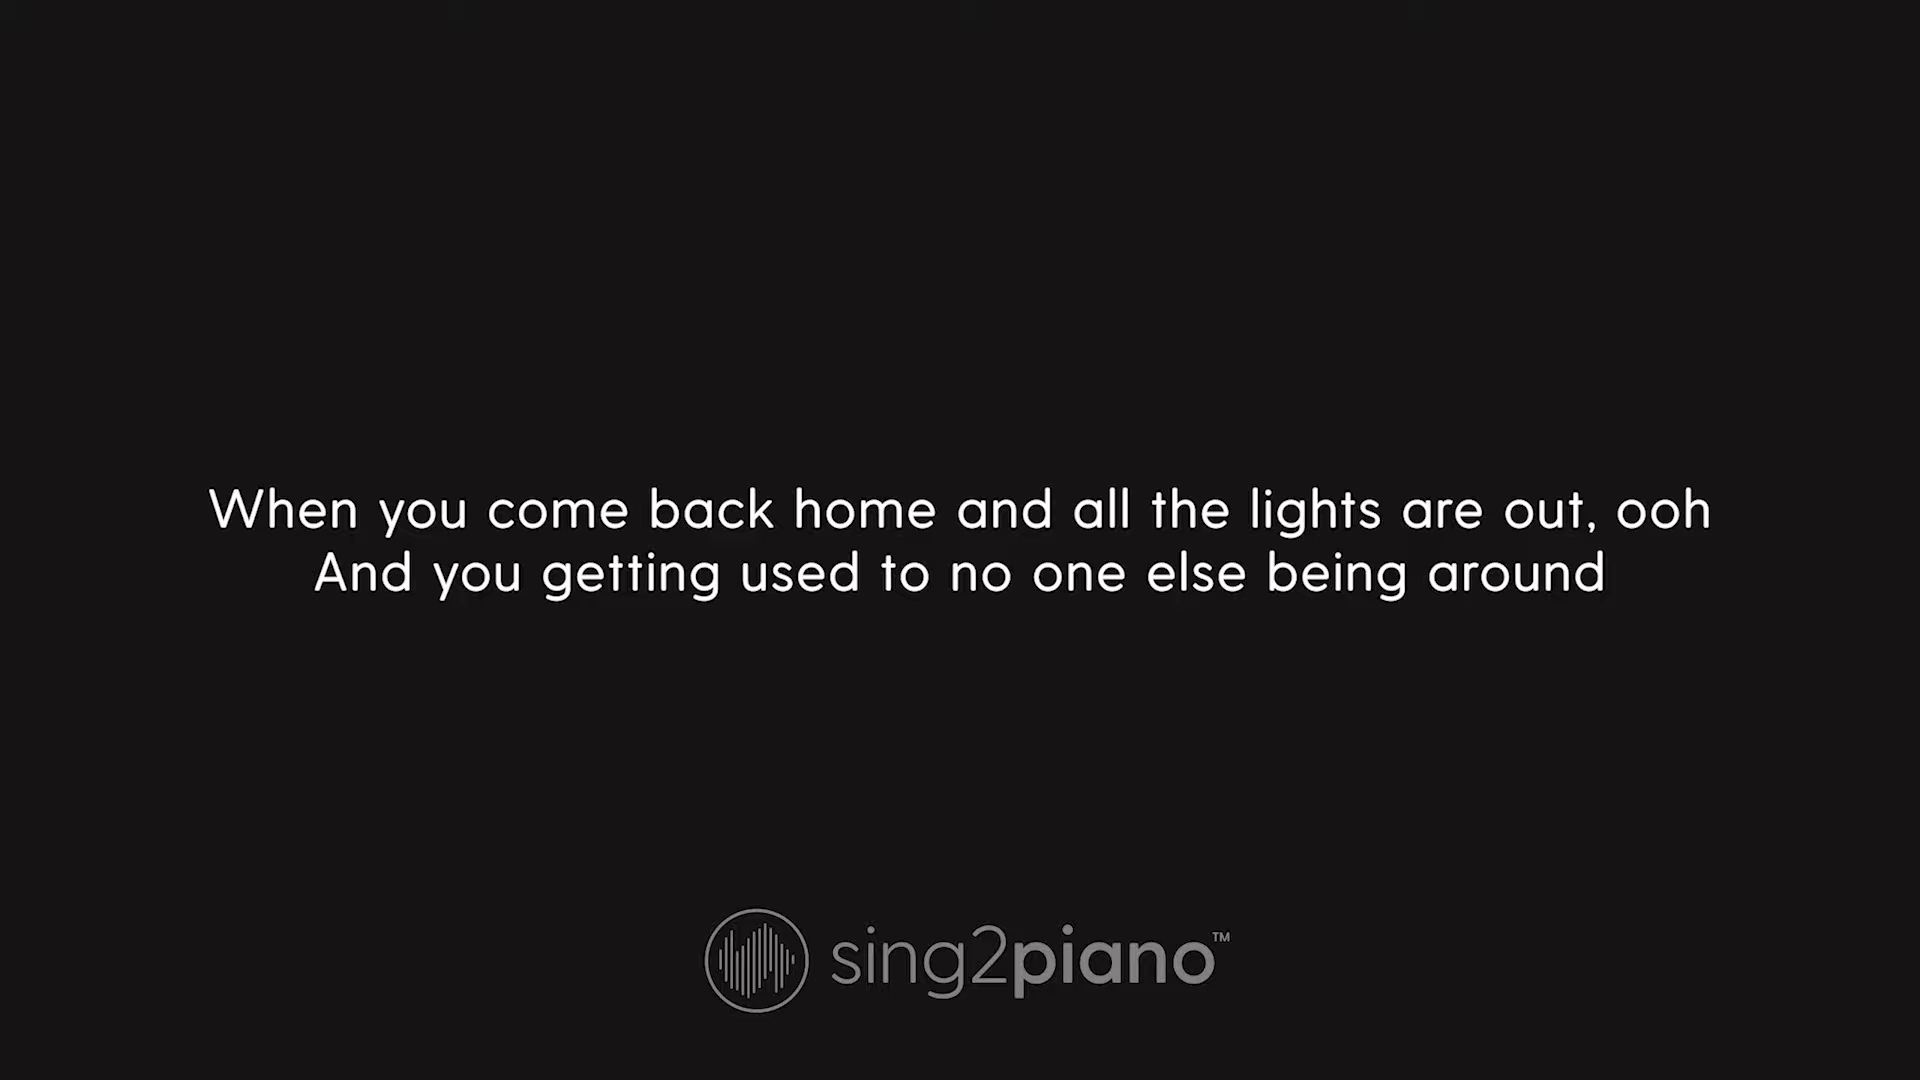 When you come back home and all the lights are out, ooh
And you getting used to no one else being around
sing2piano™